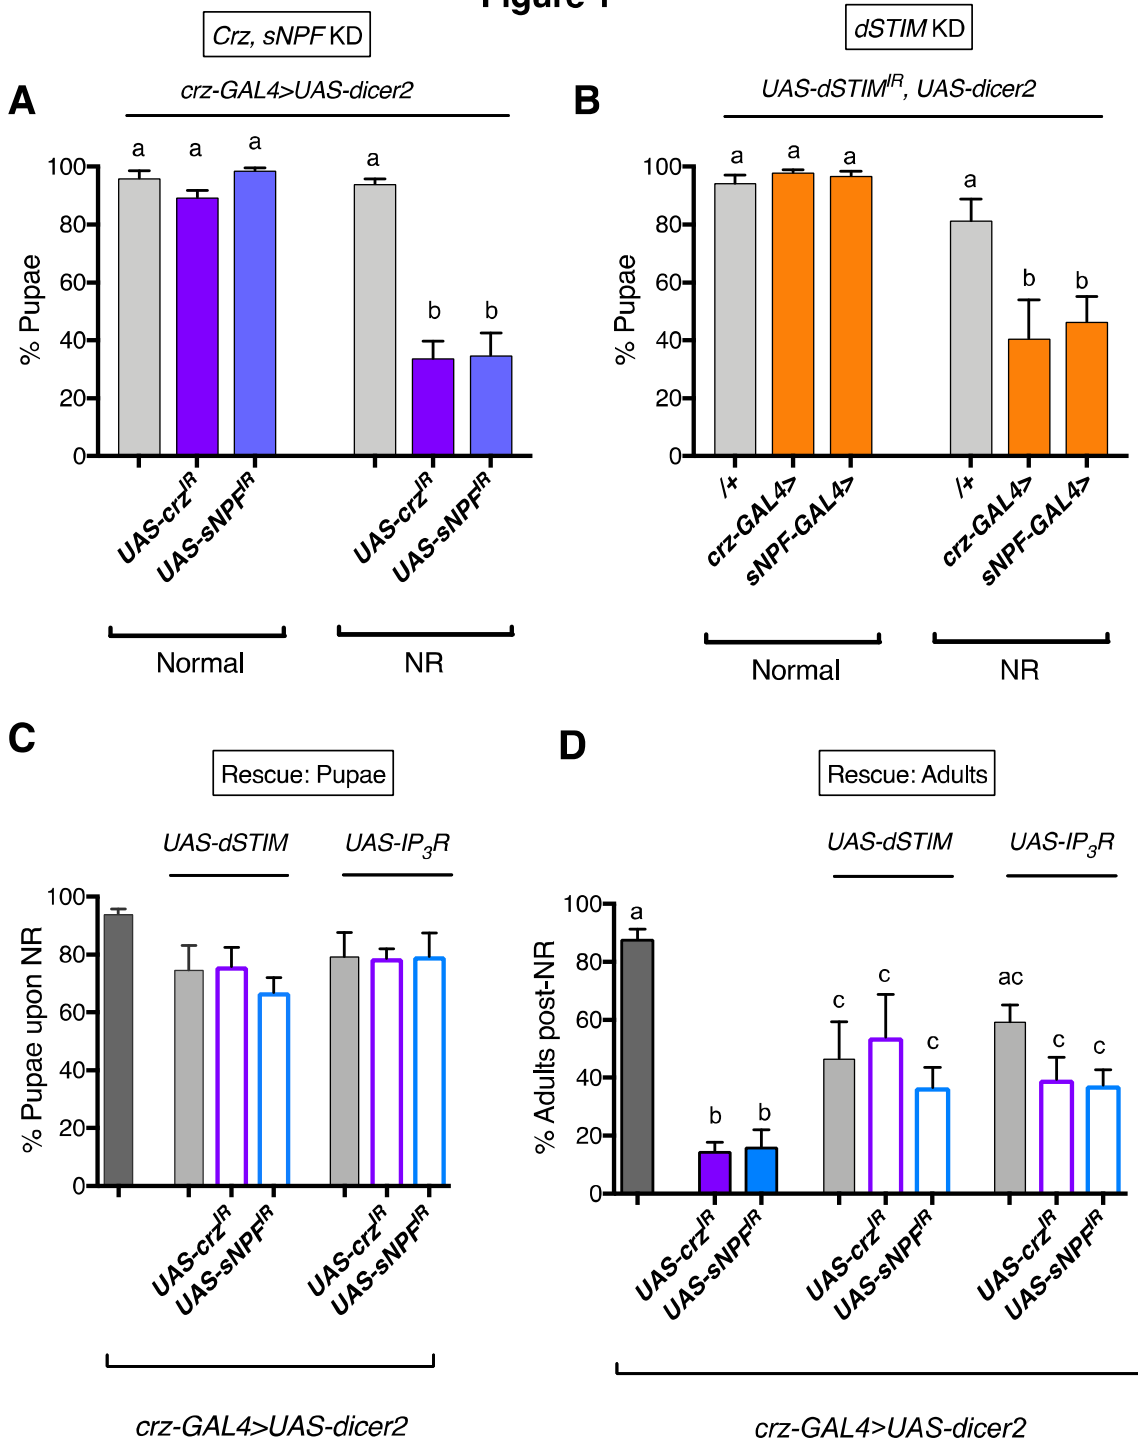 Figure 1
Crz, sNPF KD
dSTIM KD
A
crz-GAL4>UAS-dicer2
B
UAS-dSTIM^IR, UAS-dicer2
% Pupae
100
80
60
40
20
0
a
a
a
a
b
b
UAS-crz^IR
UAS-sNPF^IR
UAS-crz^IR
UAS-sNPF^IR
Normal
NR
% Pupae
100
80
60
40
20
0
a
a
a
a
b
b
/+
crz-GAL4>
sNPF-GAL4>
/+
crz-GAL4>
sNPF-GAL4>
Normal
NR
C
Rescue: Pupae
UAS-dSTIM
UAS-IP3R
% Pupae upon NR
100
80
60
40
20
0
UAS-crz^IR
UAS-sNPF^IR
UAS-crz^IR
UAS-sNPF^IR
crz-GAL4>UAS-dicer2
D
Rescue: Adults
UAS-dSTIM
UAS-IP3R
% Adults post-NR
100
80
60
40
20
0
a
b
b
c
c
c
ac
c
c
UAS-crz^IR
UAS-sNPF^IR
UAS-crz^IR
UAS-sNPF^IR
UAS-crz^IR
UAS-sNPF^IR
crz-GAL4>UAS-dicer2